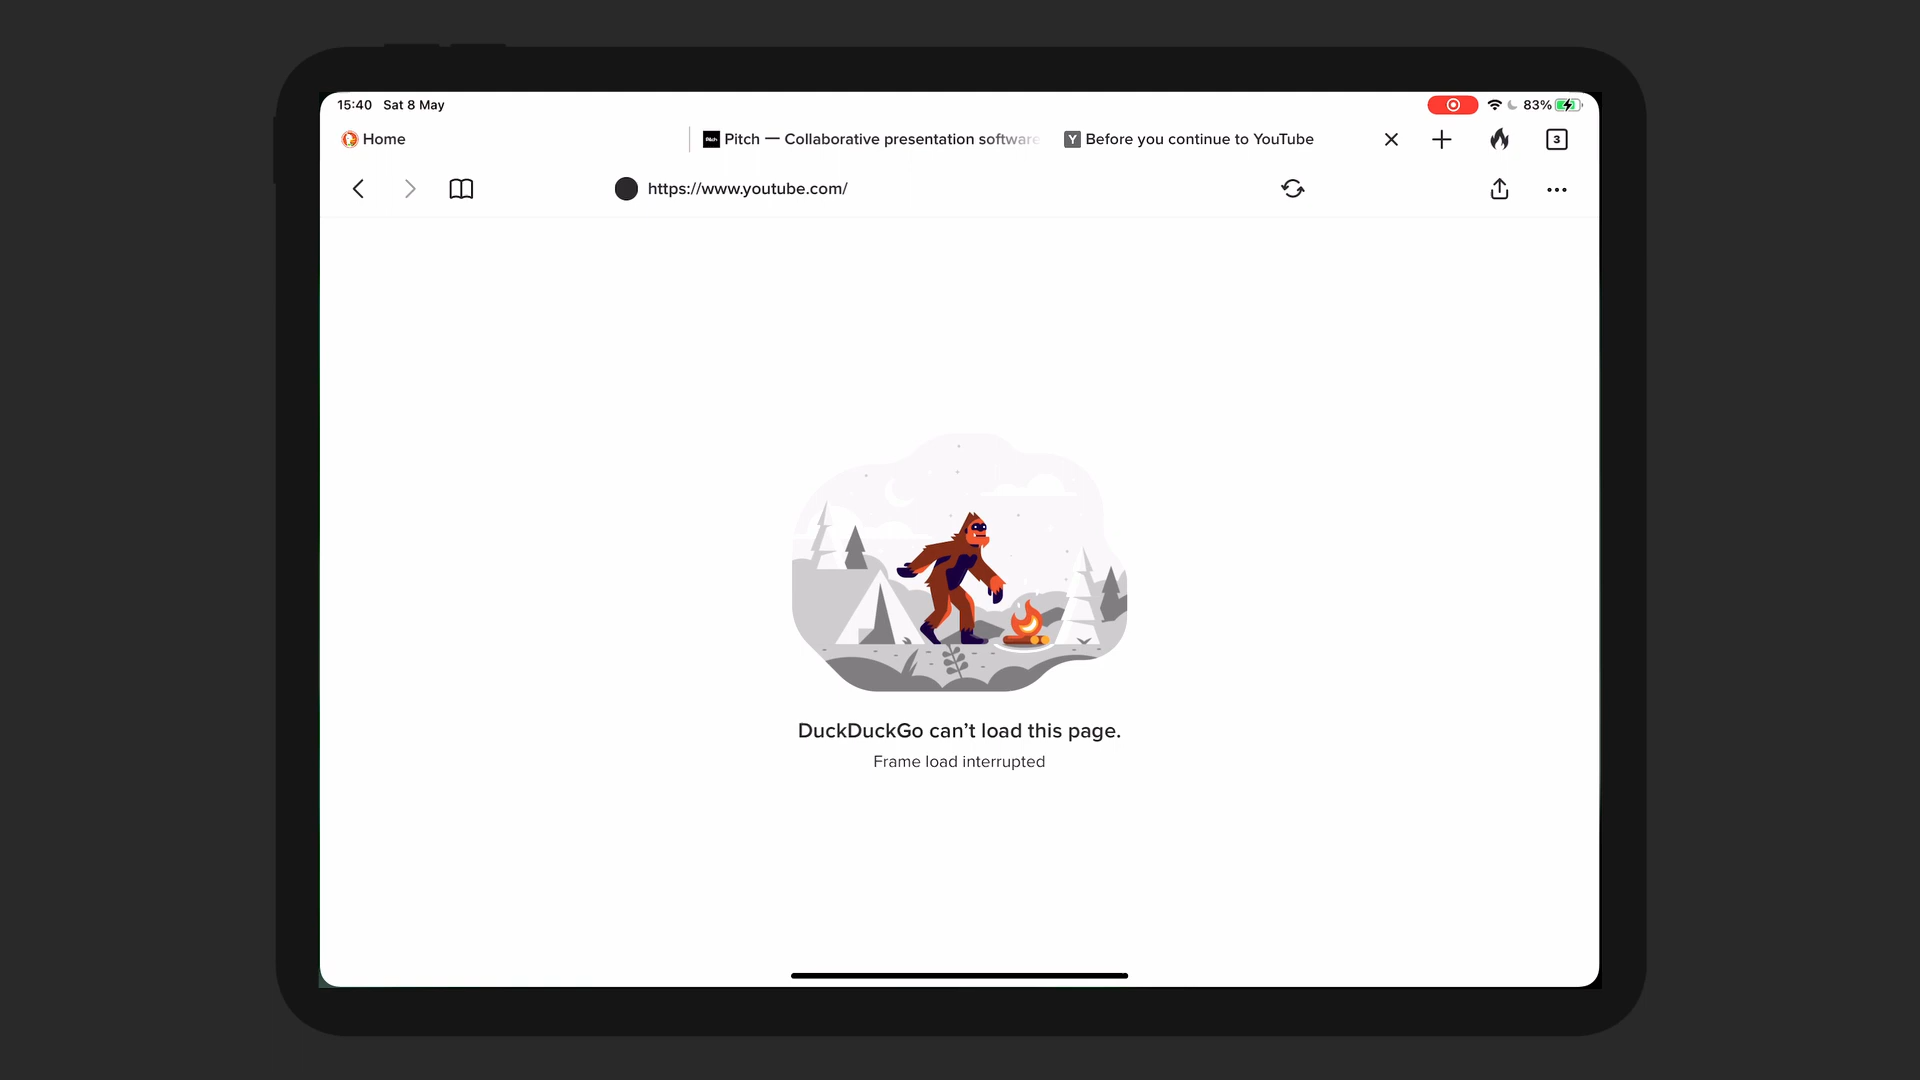 15:40 Sat 8 May
83%
Home
Pitch — Collaborative presentation software
Y Before you continue to YouTube
3
https://www.youtube.com/
DuckDuckGo can’t load this page.
Frame load interrupted